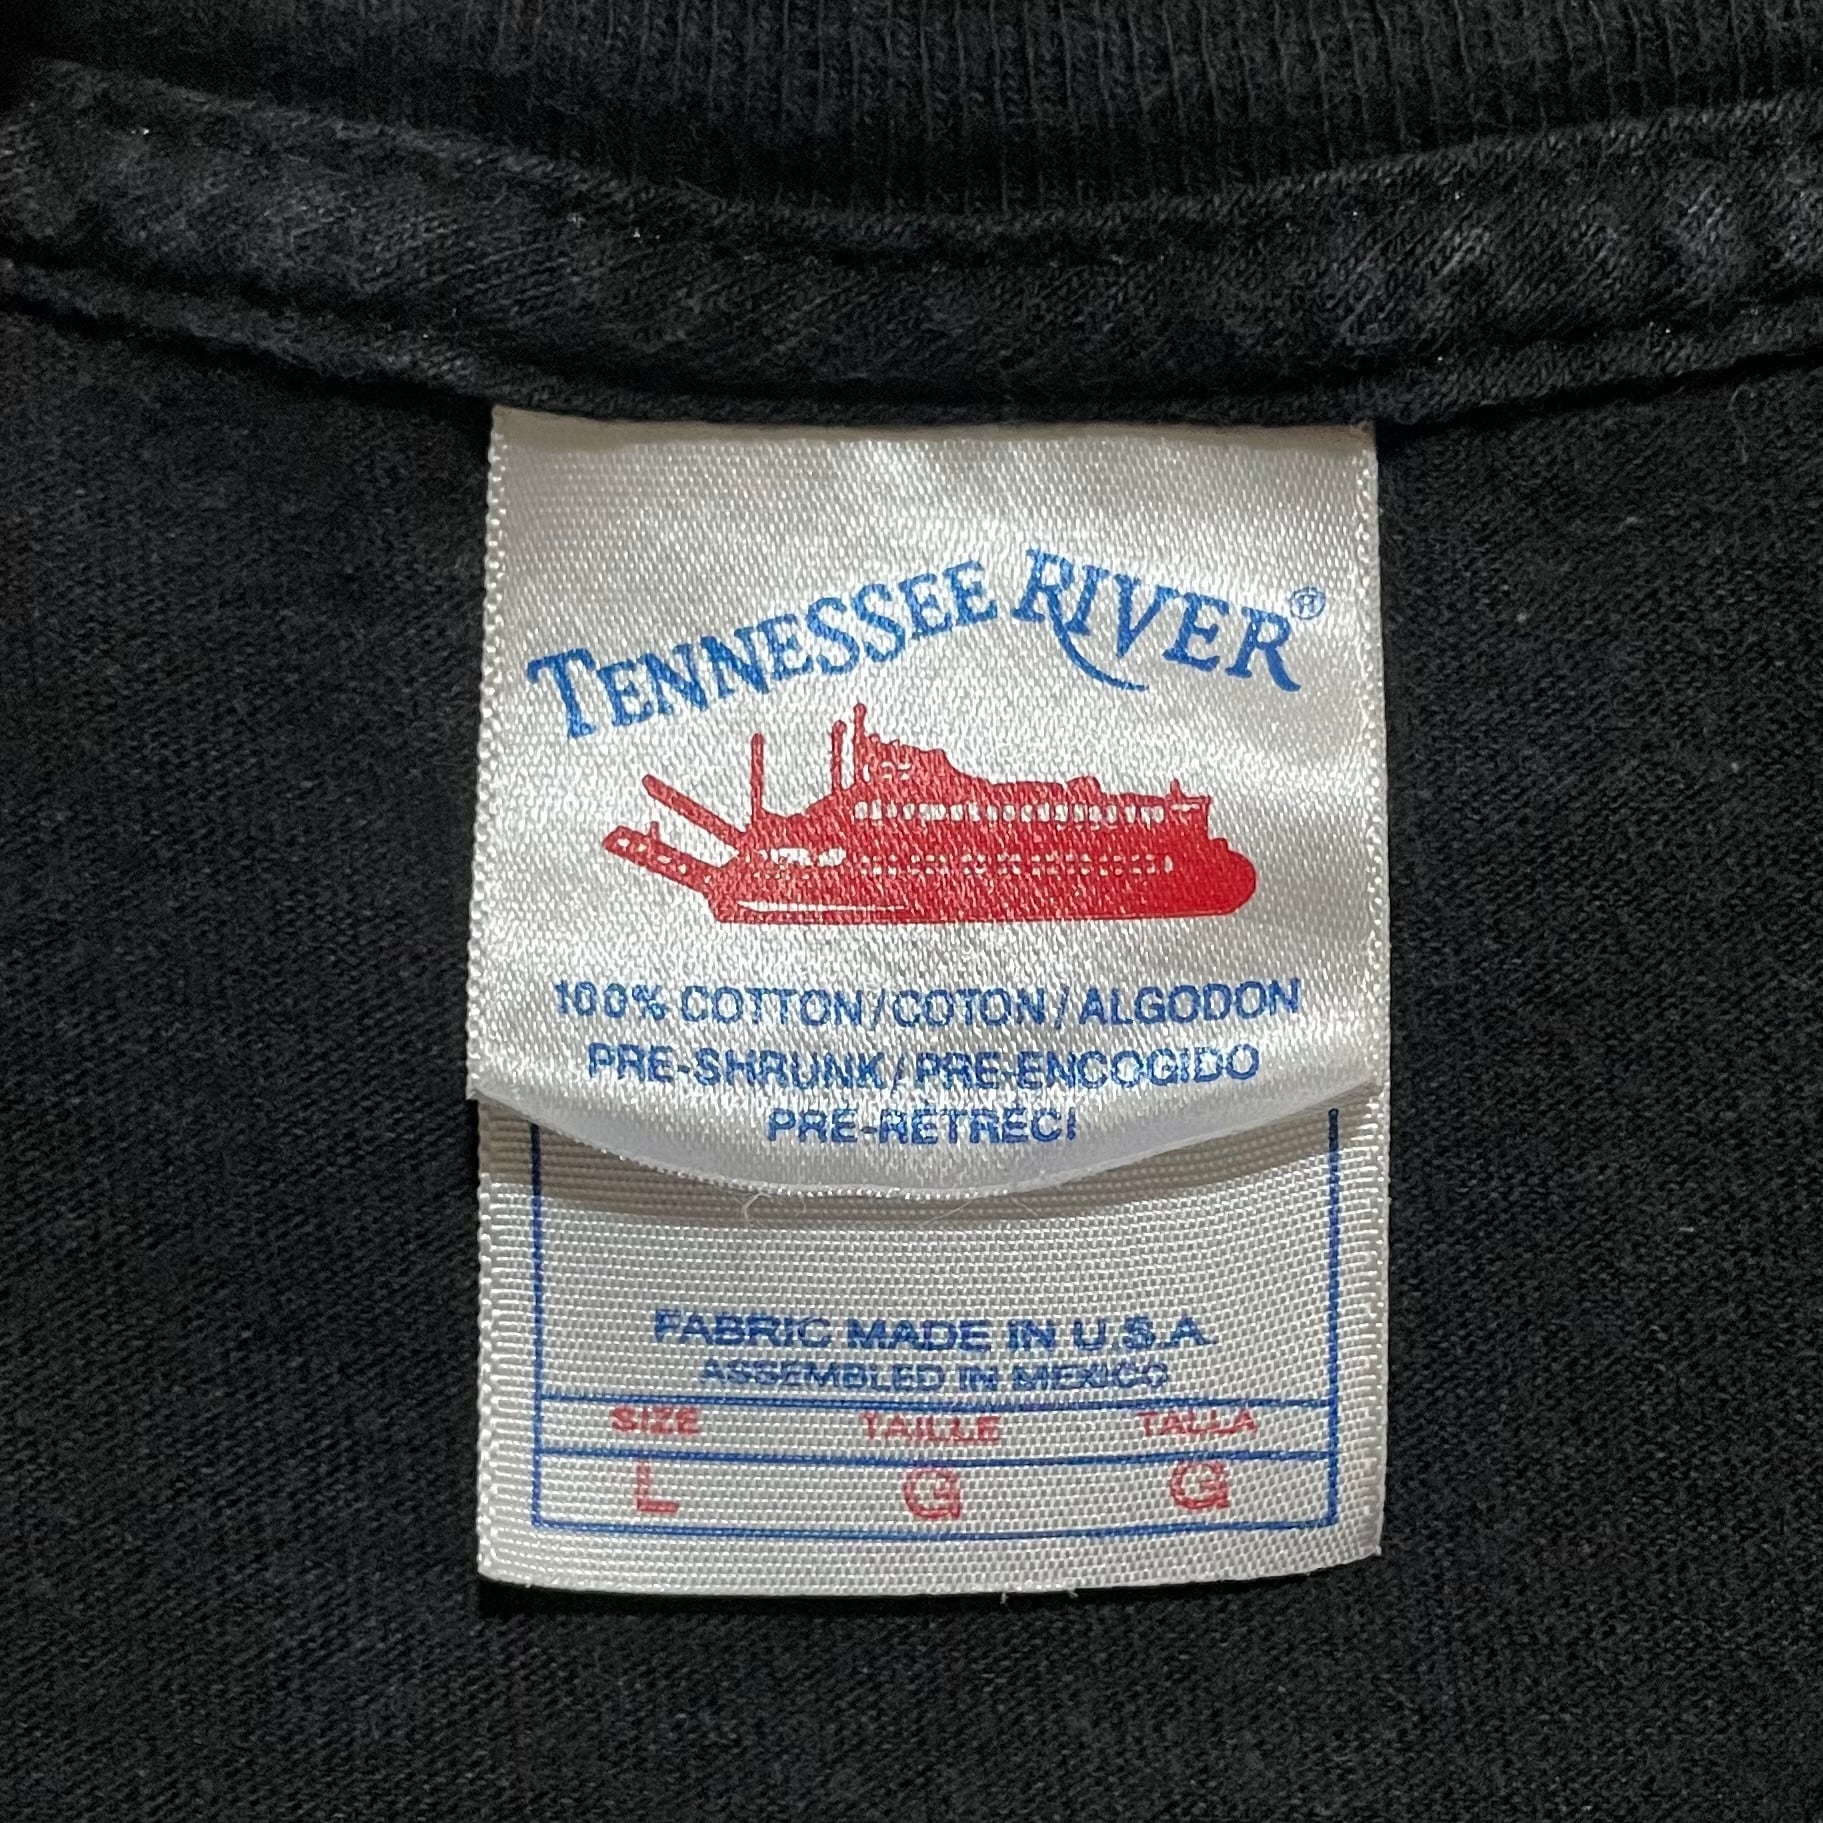 TENNESSEE RIVER®
100% COTTON/COTON/ALGODON
PRE-SHRUNK/PRE-ENCOGIDO
PRÉ-RÉTRÉCI
FABRIC MADE IN U.S.A.
ASSEMBLED IN MEXICO
SIZE TAILLE TALLA
L G G